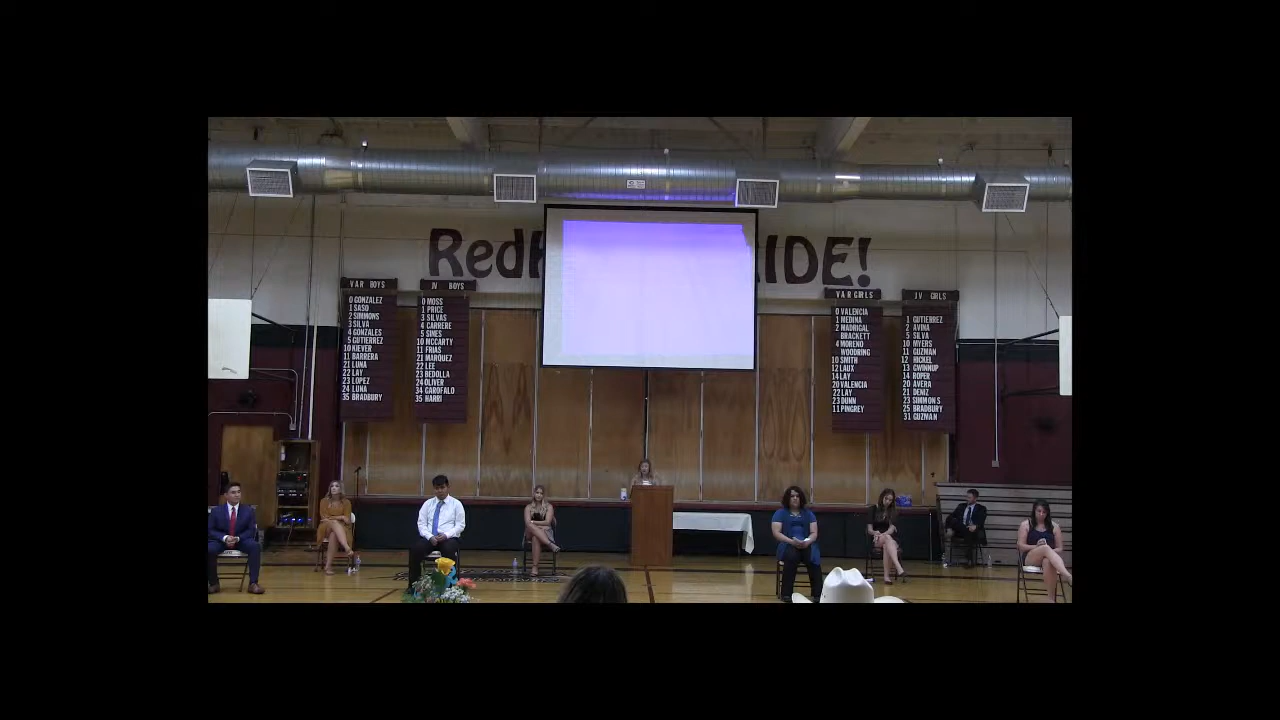 RedH IDE!
VAR BOYS
0 GONZALEZ
1 SASO
2 SIMMONS
3 SILVA
4 GONZALES
5 GUTIERREZ
10 KIEVER
11 BARRERA
21 LUNA
22 LAY
23 LOPEZ
24 LUNA
35 BRADBURY
JV BOYS
0 MOSS
1 PRICE
3 SILVAS
4 CARRERE
5 SINES
10 MCCARTY
11 FRIAS
21 MARQUEZ
22 LEE
23 BEDOLLA
24 OLIVER
34 GAROFALO
35 HARRI
VAR GIRLS
0 VALENCIA
1 MEDINA
2 MADRIGAL
BRACKETT
4 MORENO
WOODRING
10 SMITH
12 LAUX
14 LAY
20 VALENCIA
22 LAY
23 DUNN
11 PINGREY
JV GIRLS
1 GUTIERREZ
2 AVINA
5 SILVA
10 MYERS
11 GUZMAN
12 HICKEL
13 GWINNUP
14 ROPER
20 AVERA
21 DENIZ
23 SIMMONS
25 BRADBURY
31 GUZMAN